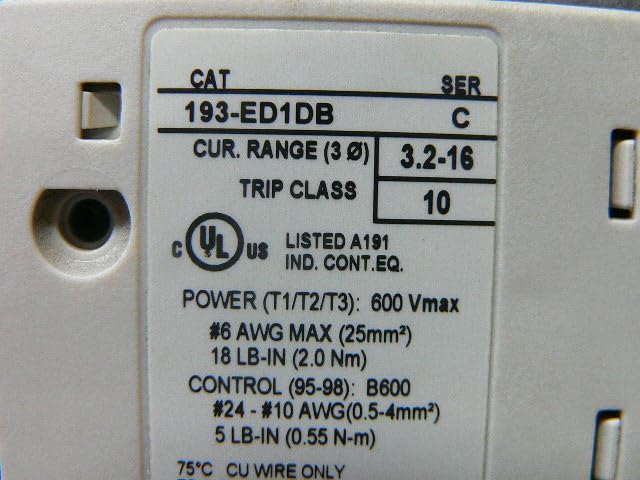 CAT SER
193-ED1DB C
CUR. RANGE (3 Ø) 3.2-16
TRIP CLASS 10
C UL US LISTED A191
IND. CONT.EQ.
POWER (T1/T2/T3): 600 Vmax
#6 AWG MAX (25mm²)
18 LB-IN (2.0 Nm)
CONTROL (95-98): B600
#24 - #10 AWG(0.5-4mm²)
5 LB-IN (0.55 N-m)
75°C CU WIRE ONLY